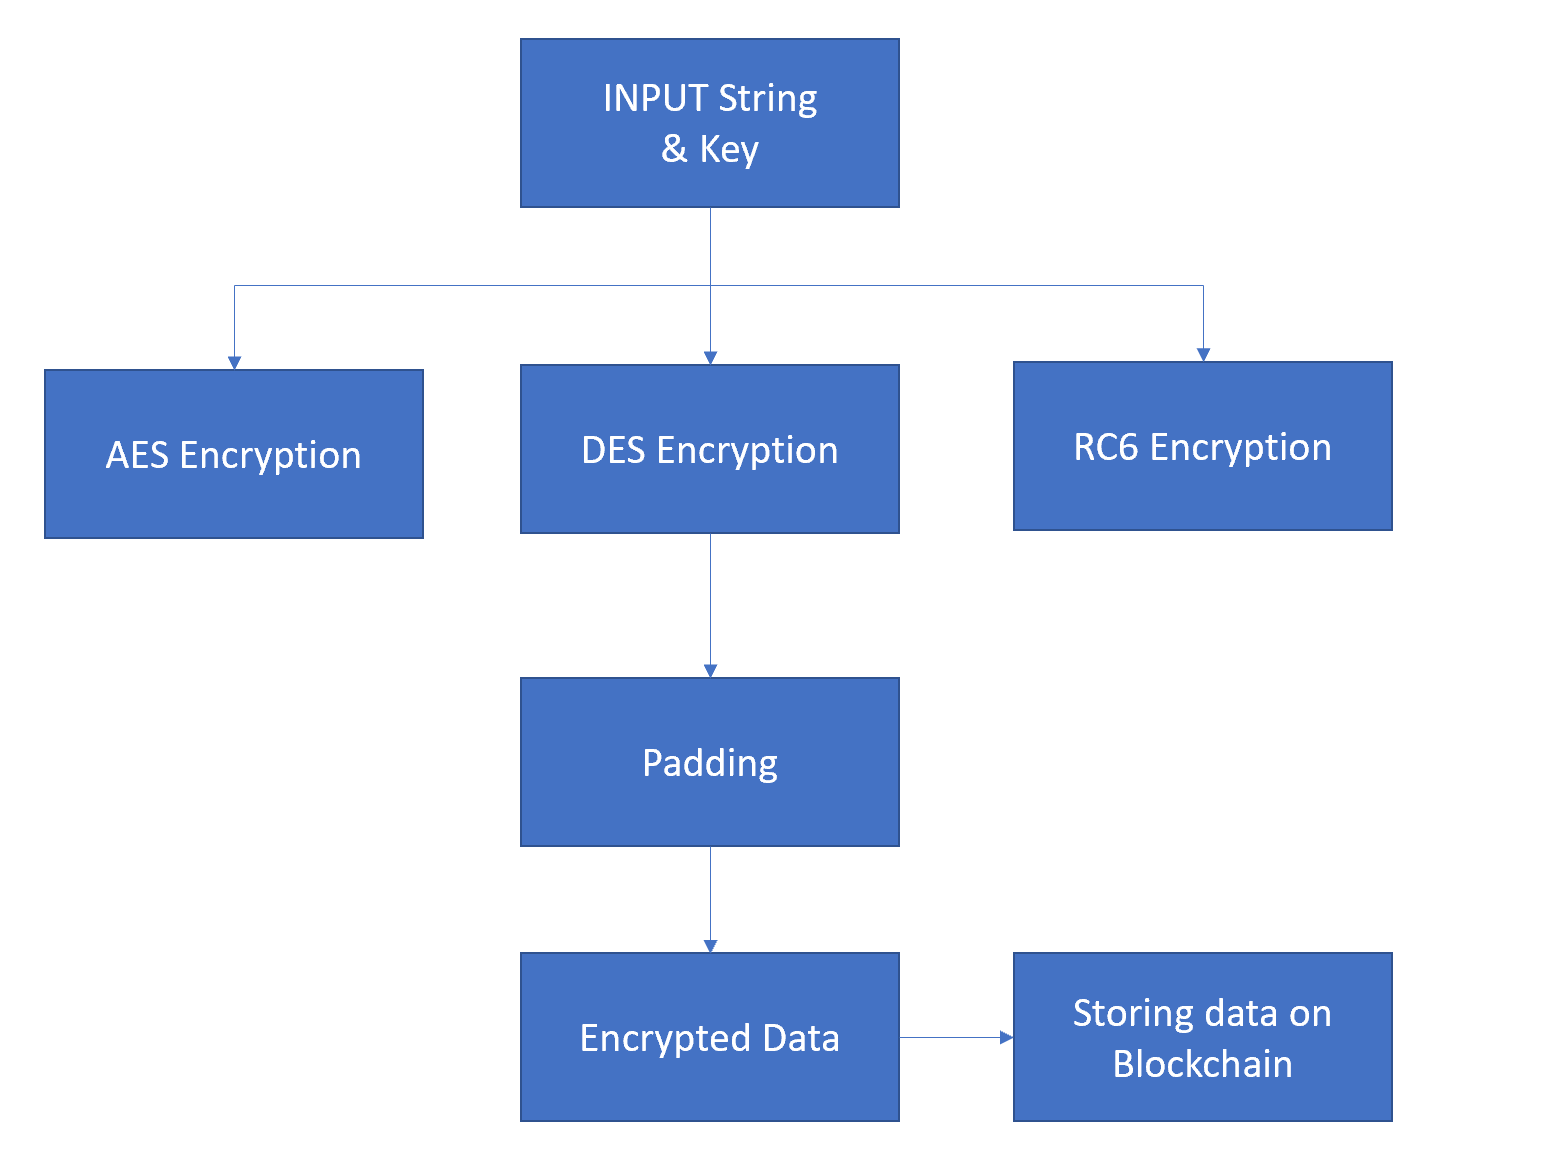 INPUT String
& Key
AES Encryption
DES Encryption
RC6 Encryption
Padding
Encrypted Data
Storing data on
Blockchain